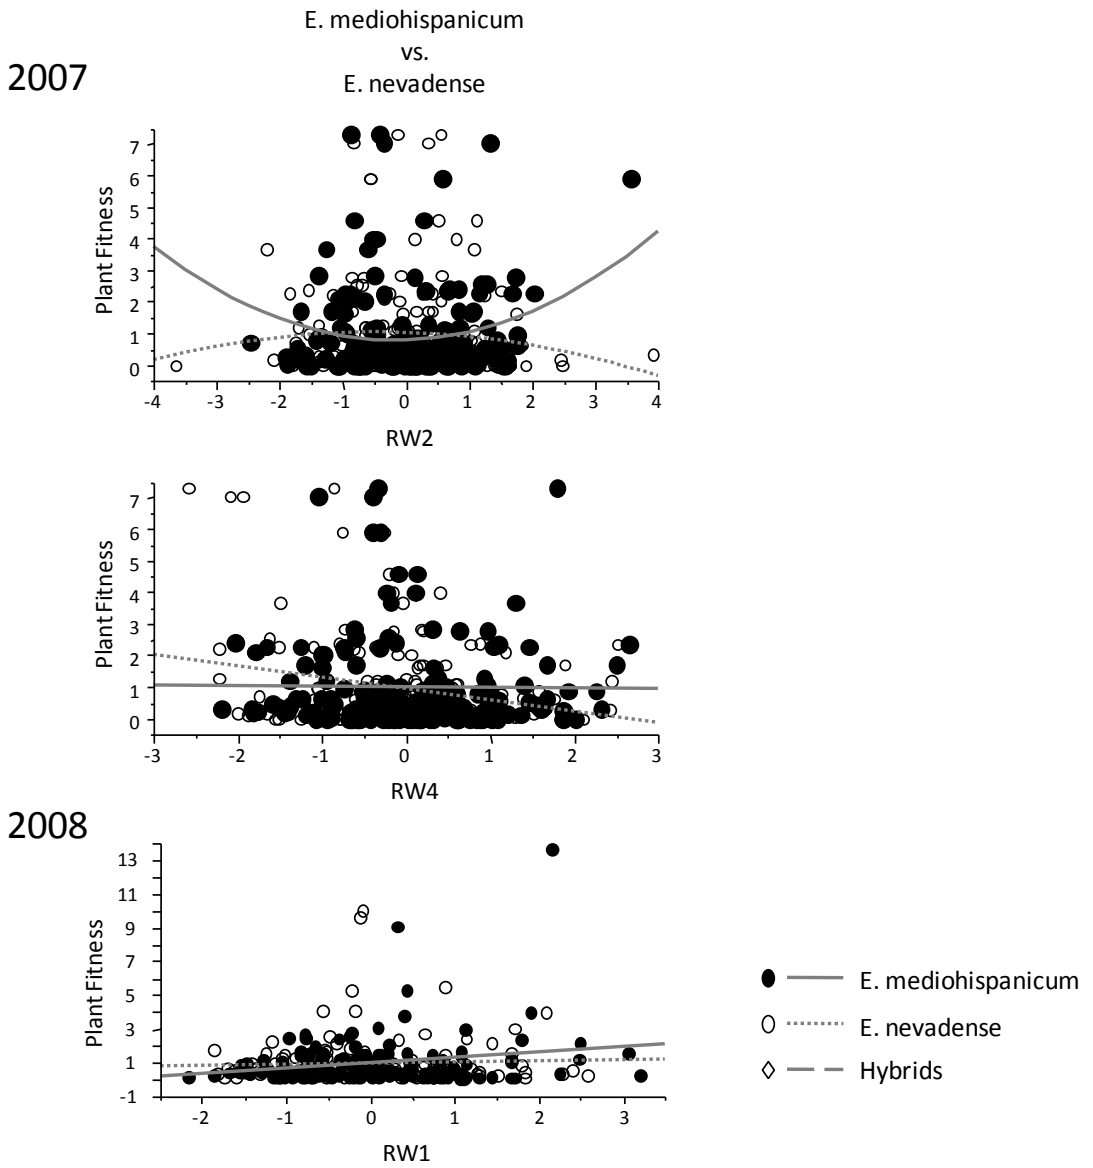 E. mediohispanicum
vs.
E. nevadense
2007
Plant Fitness
7
6
5
4
3
2
1
0
-4 -3 -2 -1 0 1 2 3 4
RW2
Plant Fitness
7
6
5
4
3
2
1
0
-3 -2 -1 0 1 2 3
RW4
2008
Plant Fitness
13
11
9
7
5
3
1
-1
-2 -1 0 1 2 3
RW1
E. mediohispanicum
E. nevadense
Hybrids